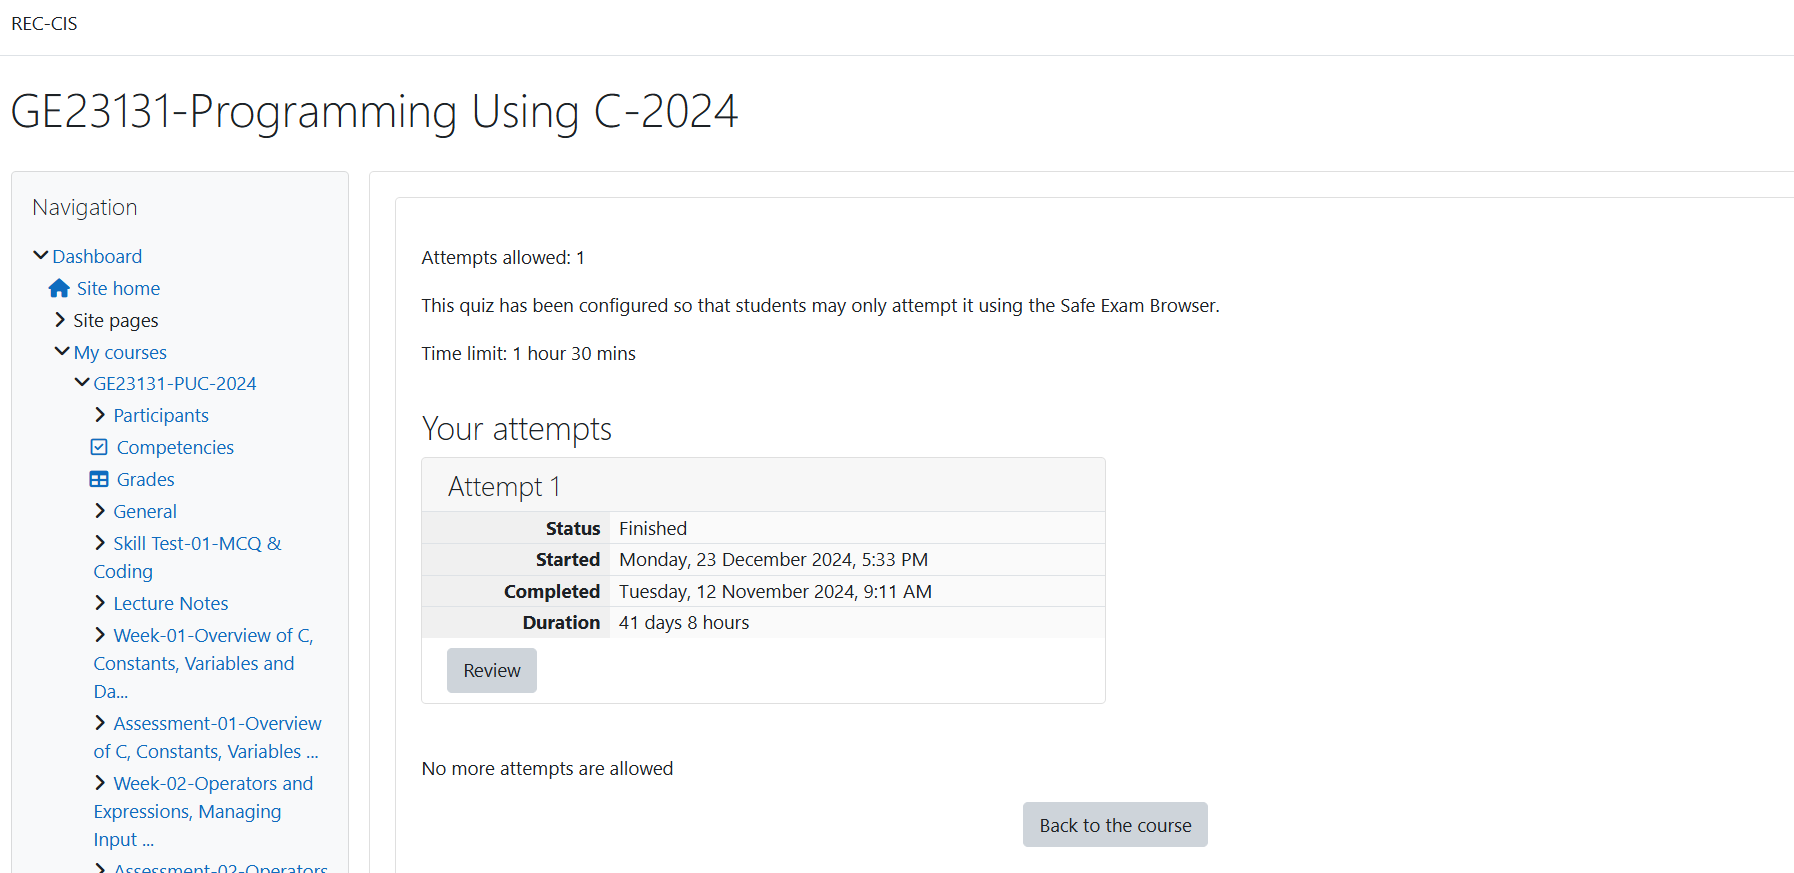 REC-CIS
GE23131-Programming Using C-2024
Navigation
Dashboard
Site home
Site pages
My courses
GE23131-PUC-2024
Participants
Competencies
Grades
General
Skill Test-01-MCQ &
Coding
Lecture Notes
Week-01-Overview of C,
Constants, Variables and
Da...
Assessment-01-Overview
of C, Constants, Variables ...
Week-02-Operators and
Expressions, Managing
Input ...
Assessment-02-Operators
Attempts allowed: 1
This quiz has been configured so that students may only attempt it using the Safe Exam Browser.
Time limit: 1 hour 30 mins
Your attempts
Attempt 1
Status Finished
Started Monday, 23 December 2024, 5:33 PM
Completed Tuesday, 12 November 2024, 9:11 AM
Duration 41 days 8 hours
Review
No more attempts are allowed
Back to the course